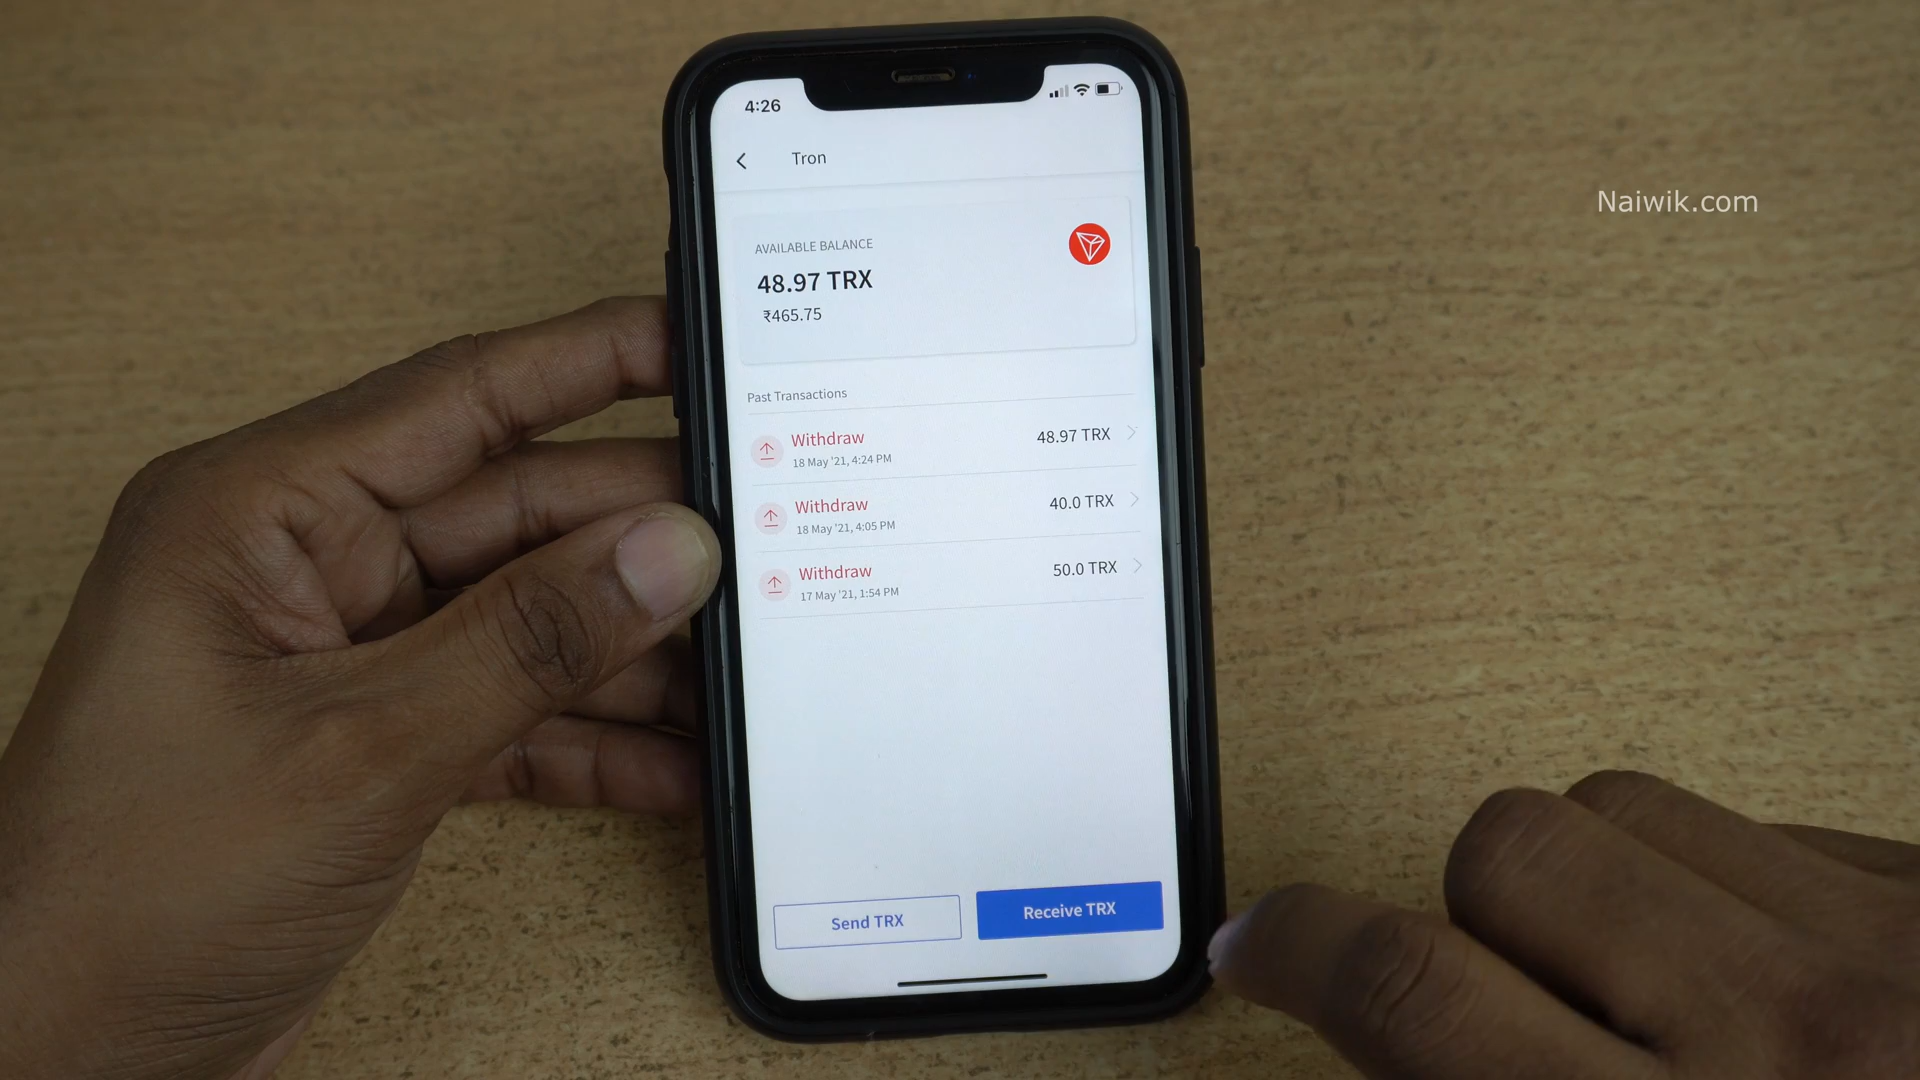 4:26
Tron
Naiwik.com
AVAILABLE BALANCE
48.97 TRX
₹465.75
Past Transactions
Withdraw 48.97 TRX
18 May '21, 4:24 PM
Withdraw 40.0 TRX
18 May '21, 4:05 PM
Withdraw 50.0 TRX
17 May '21, 1:54 PM
Send TRX Receive TRX